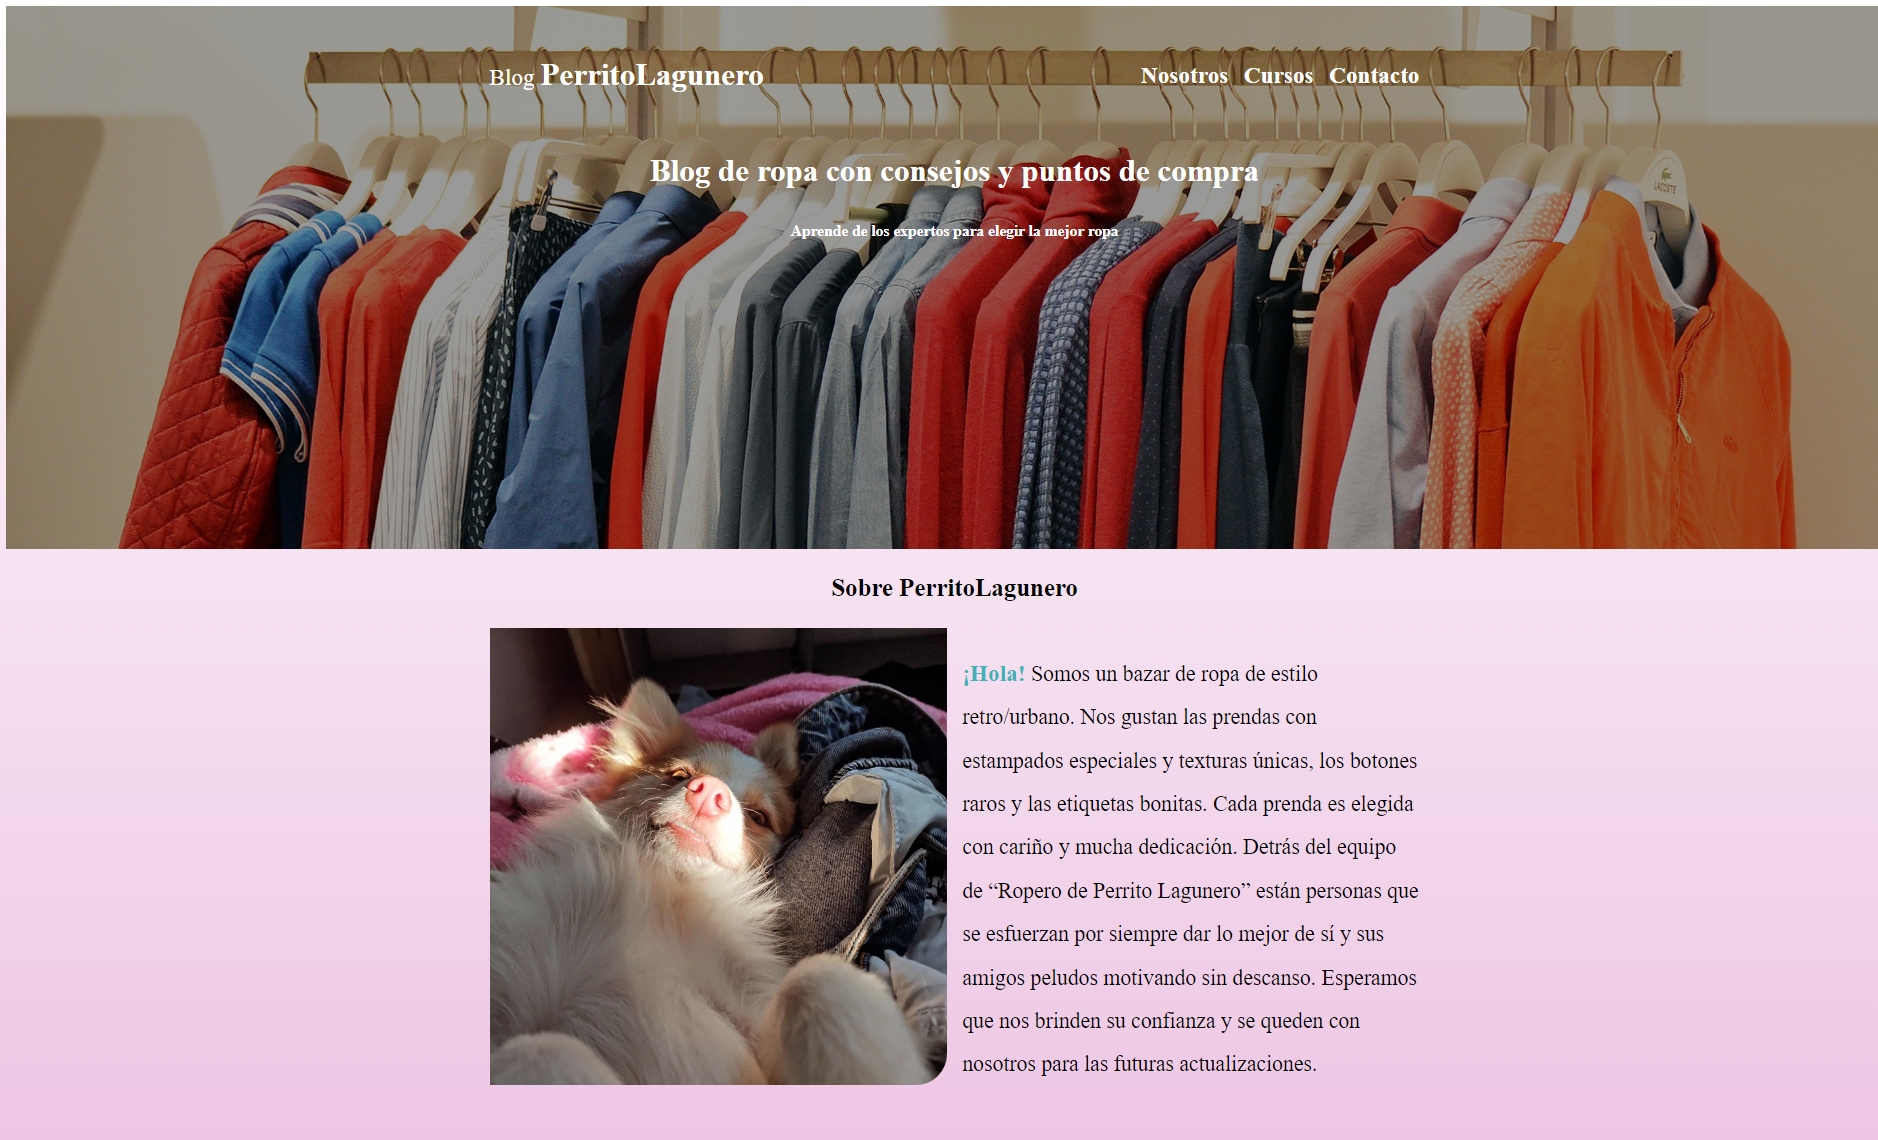 Blog PerritoLagunero
Nosotros Cursos Contacto
Blog de ropa con consejos y puntos de compra
LACOSTE
Aprende de los expertos para elegir la mejor ropa
Sobre PerritoLagunero
¡Hola! Somos un bazar de ropa de estilo
retro/urbano. Nos gustan las prendas con
estampados especiales y texturas únicas, los botones
raros y las etiquetas bonitas. Cada prenda es elegida
con cariño y mucha dedicación. Detrás del equipo
de “Ropero de Perrito Lagunero” están personas que
se esfuerzan por siempre dar lo mejor de sí y sus
amigos peludos motivando sin descanso. Esperamos
que nos brinden su confianza y se queden con
nosotros para las futuras actualizaciones.